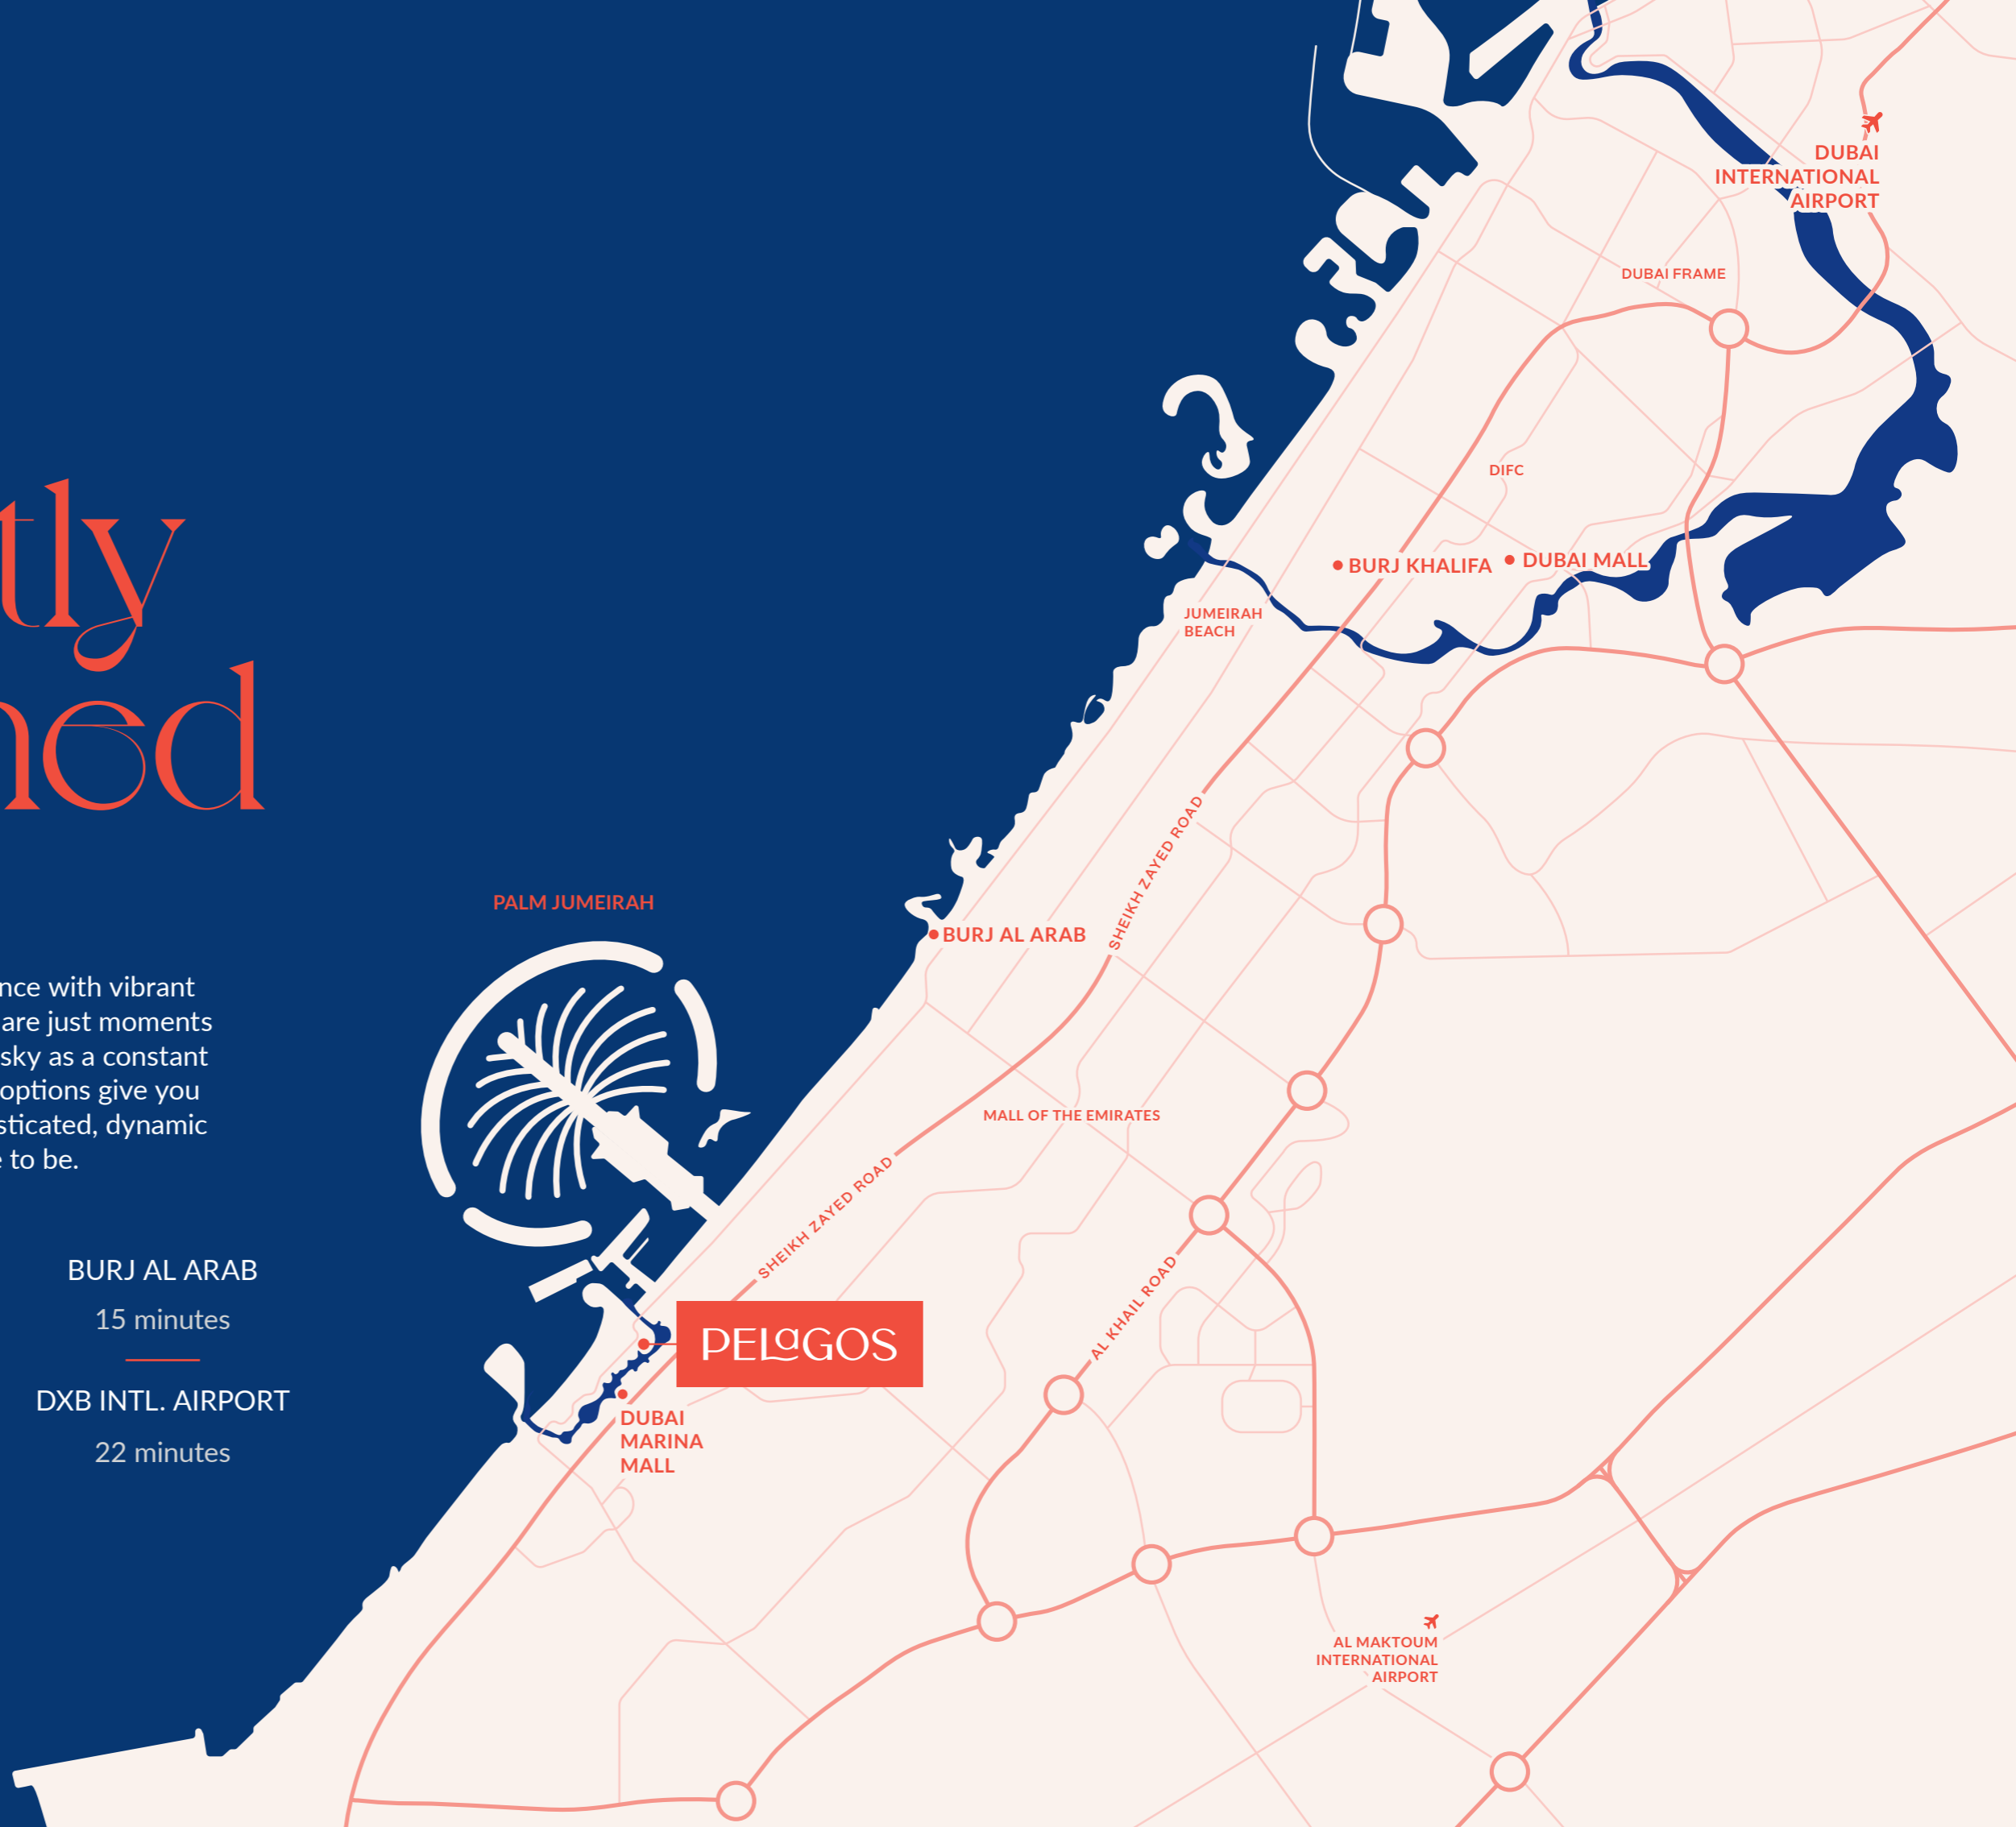 tly
ned
nce with vibrant
are just moments
sky as a constant
options give you
sticated, dynamic
e to be.
BURJ AL ARAB
15 minutes
DXB INTL. AIRPORT
22 minutes
DUBAI
INTERNATIONAL
AIRPORT
DUBAI FRAME
DIFC
BURJ KHALIFA
DUBAI MALL
JUMEIRAH
BEACH
SHEIKH ZAYED ROAD
PALM JUMEIRAH
BURJ AL ARAB
MALL OF THE EMIRATES
SHEIKH ZAYED ROAD
AL KHAIL ROAD
PELaGOS
DUBAI
MARINA
MALL
AL MAKTOUM
INTERNATIONAL
AIRPORT